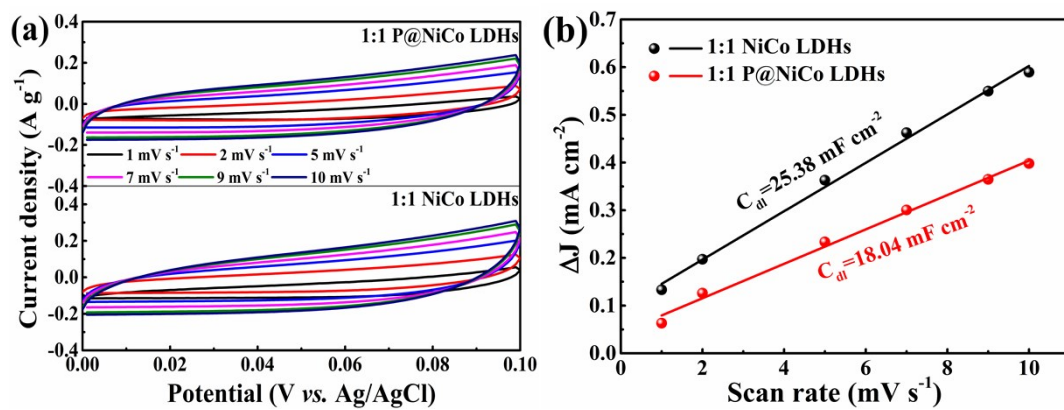 (a)
1:1 P@NiCo LDHs
0.4
0.2
0.0
-0.2
-0.4
1 mV s⁻¹ 2 mV s⁻¹ 5 mV s⁻¹
7 mV s⁻¹ 9 mV s⁻¹ 10 mV s⁻¹
1:1 NiCo LDHs
0.2
0.0
-0.2
-0.4
Current density (A g⁻¹)
0.00 0.02 0.04 0.06 0.08 0.10
Potential (V vs. Ag/AgCl)
(b)
1:1 NiCo LDHs
1:1 P@NiCo LDHs
C_dl=25.38 mF cm⁻²
C_dl=18.04 mF cm⁻²
0.7
0.6
0.5
0.4
0.3
0.2
0.1
0.0
ΔJ (mA cm⁻²)
0 2 4 6 8 10
Scan rate (mV s⁻¹)